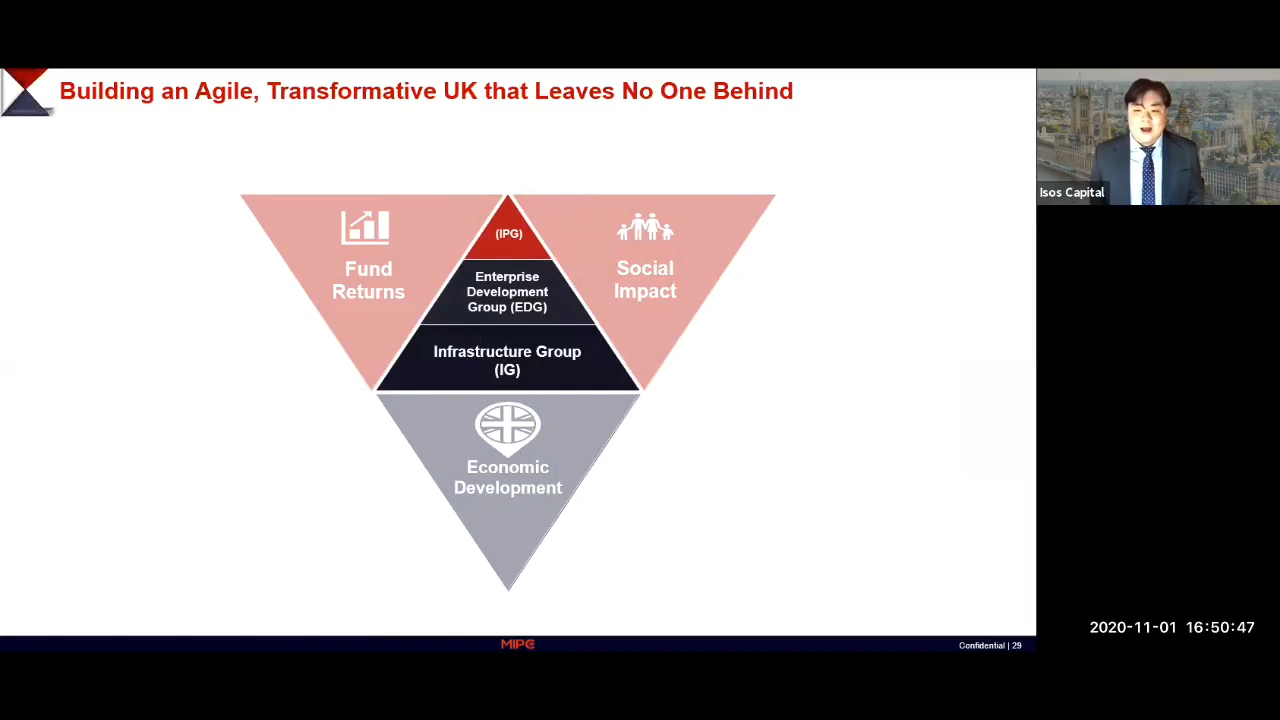 Building an Agile, Transformative UK that Leaves No One Behind
Fund
Returns
(IPG)
Enterprise
Development
Group (EDG)
Infrastructure Group
(IG)
Social
Impact
Economic
Development
MIPC
Confidential | 29
Isos Capital
2020-11-01 16:50:47